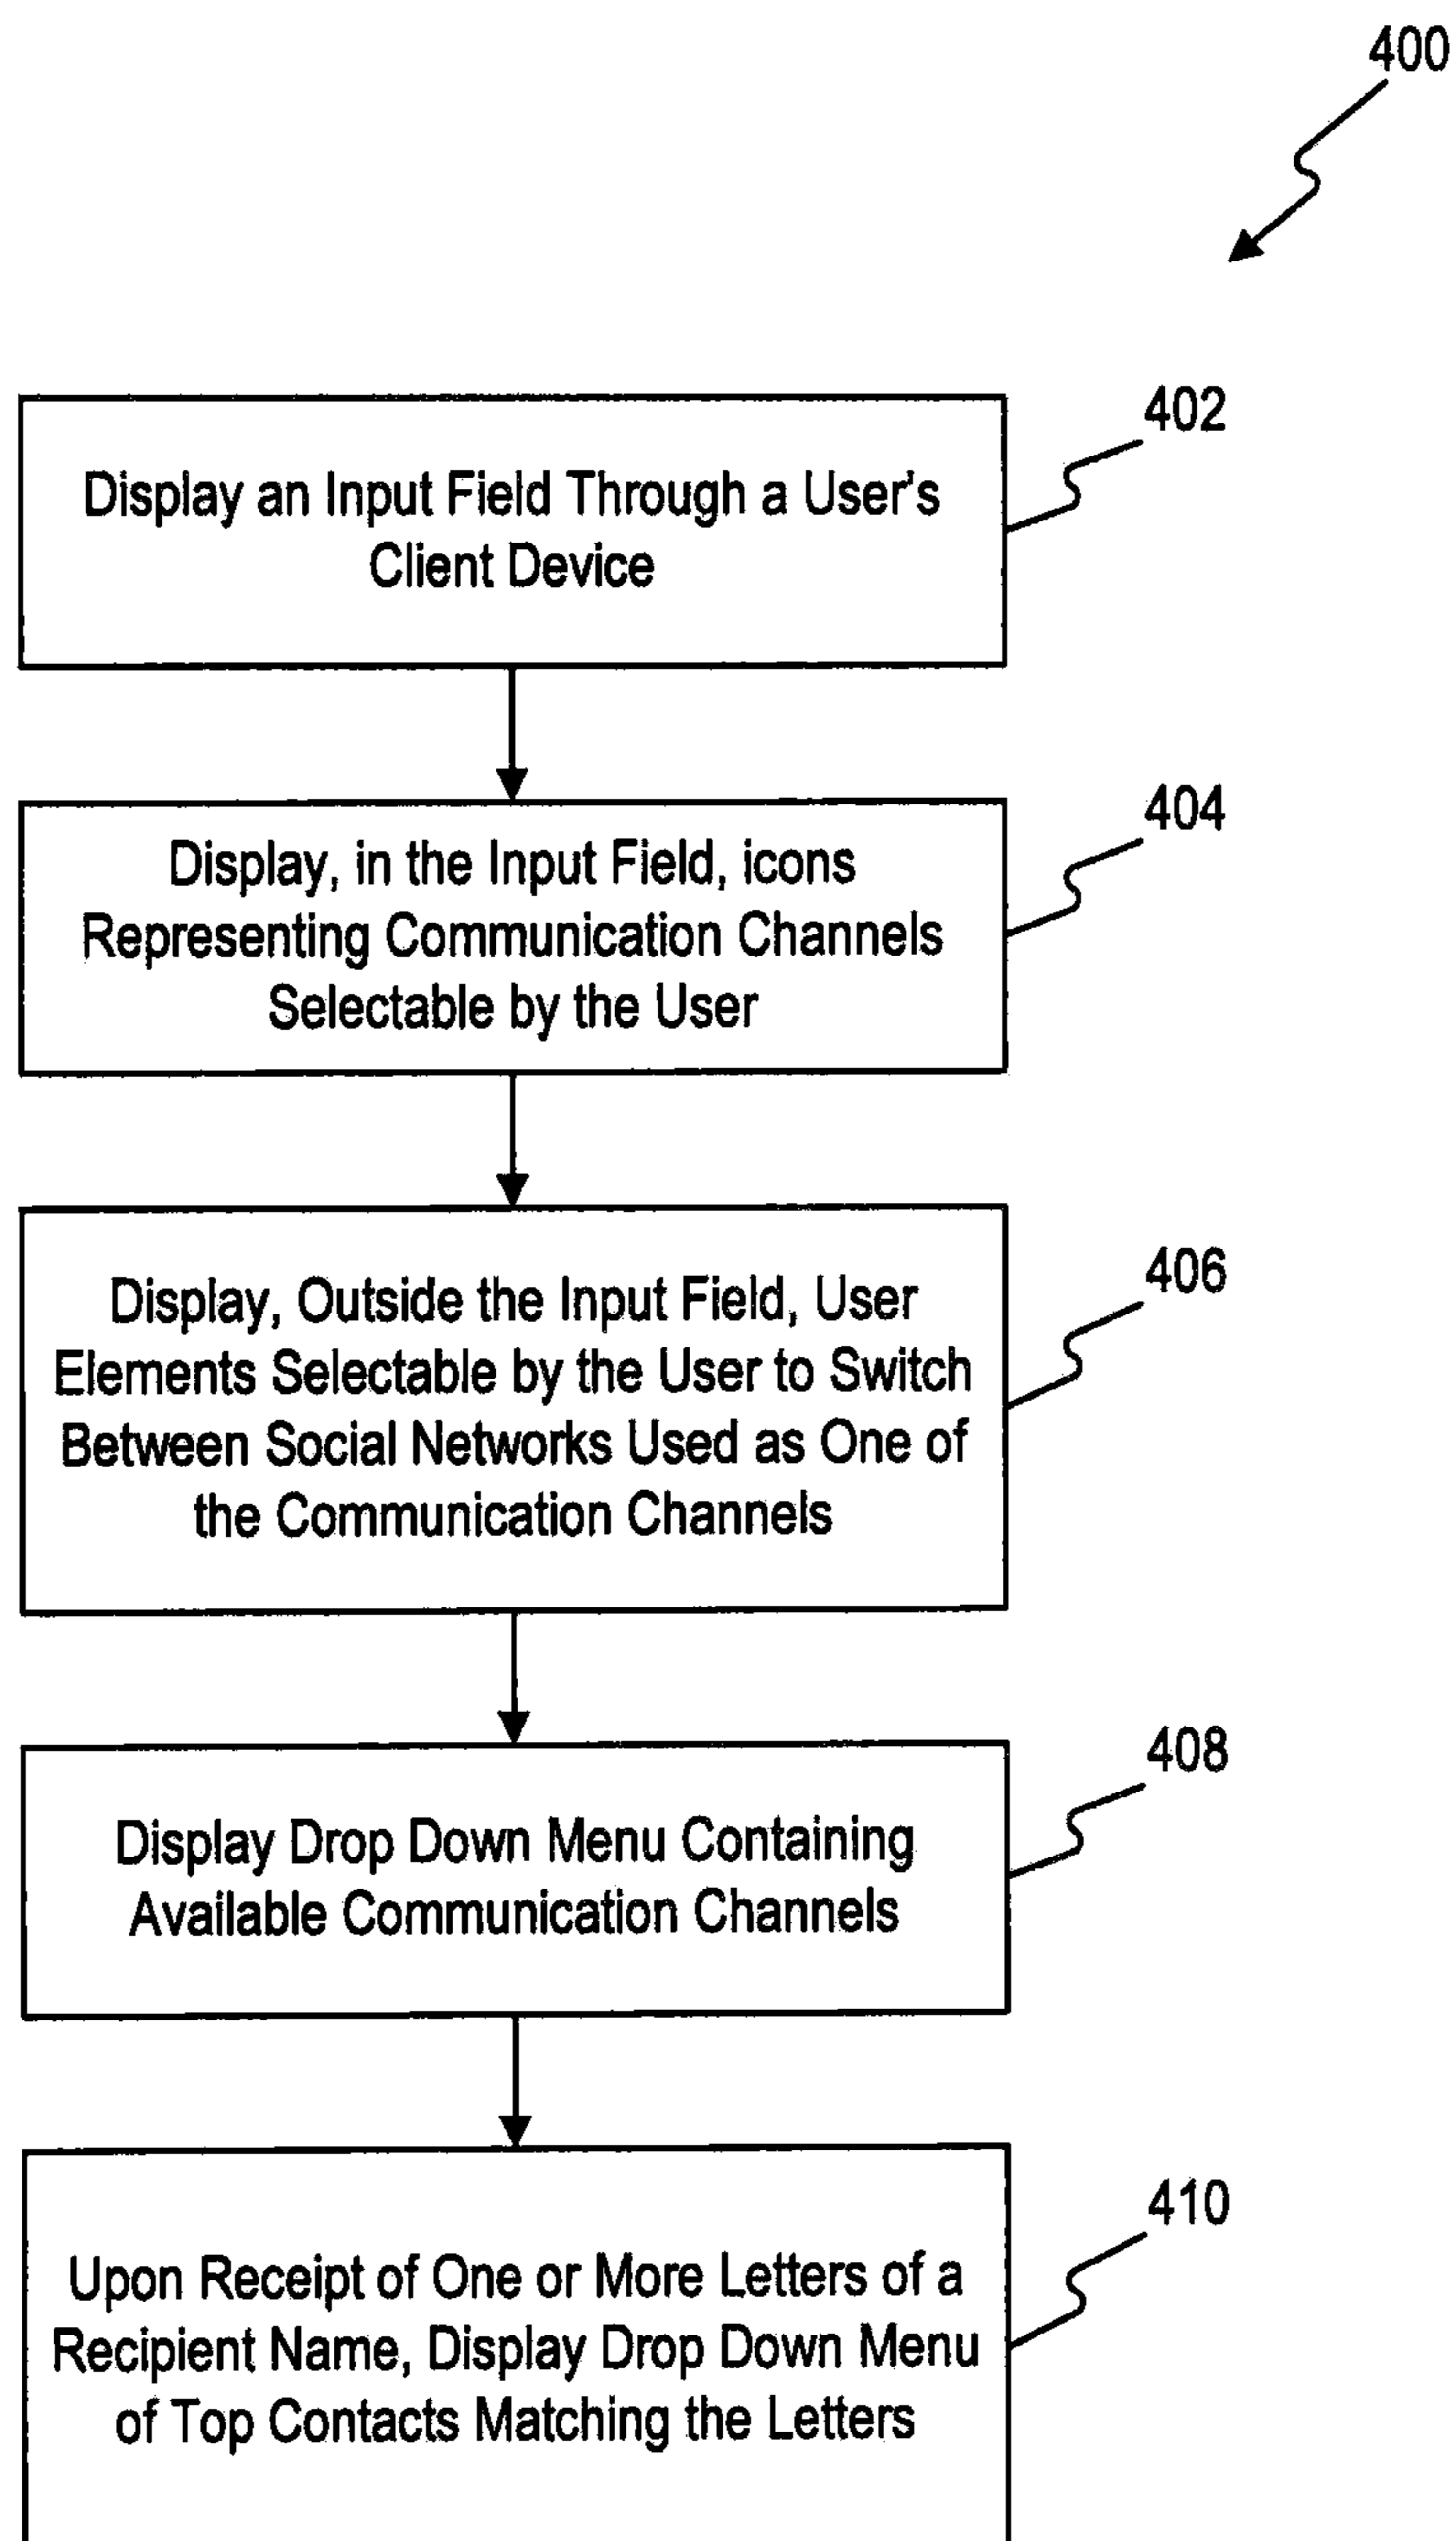 400
402
Display an Input Field Through a User's
Client Device
404
Display, in the Input Field, icons
Representing Communication Channels
Selectable by the User
406
Display, Outside the Input Field, User
Elements Selectable by the User to Switch
Between Social Networks Used as One of
the Communication Channels
408
Display Drop Down Menu Containing
Available Communication Channels
410
Upon Receipt of One or More Letters of a
Recipient Name, Display Drop Down Menu
of Top Contacts Matching the Letters